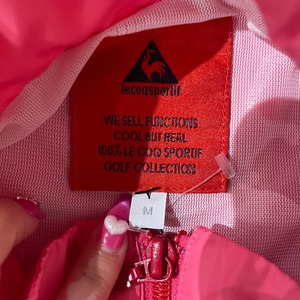 lecoqsportif
WE SELL FUNCTIONS
COOL BUT REAL
100% LE COQ SPORTIF
GOLF COLLECTION
M